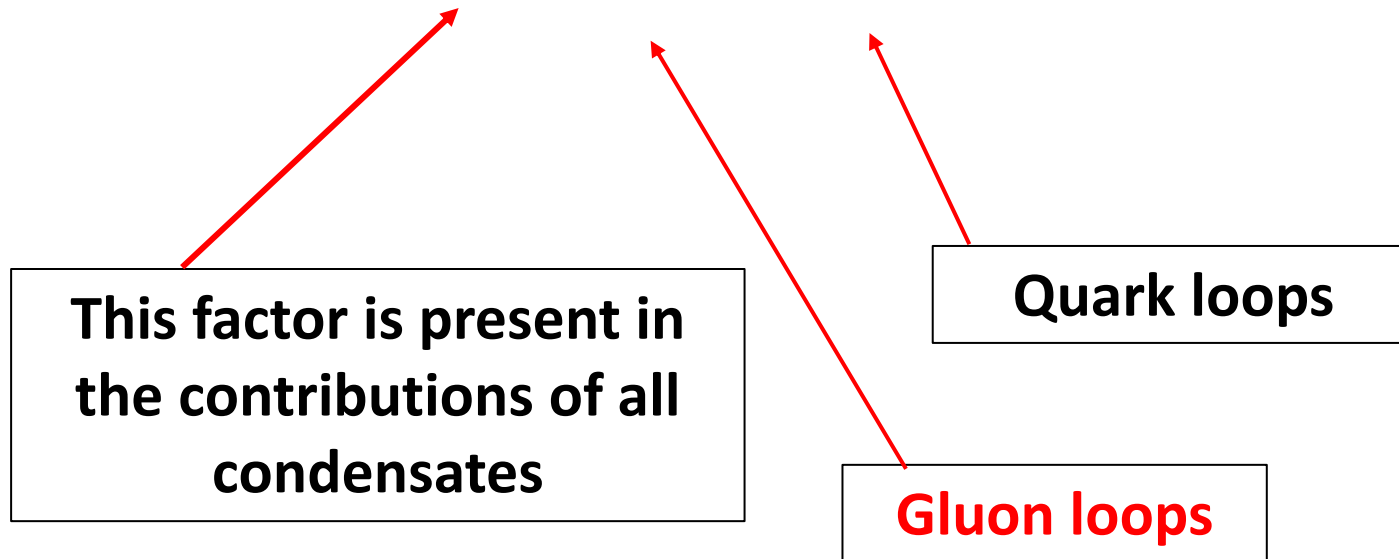 This factor is present in
the contributions of all
condensates
Quark loops
Gluon loops